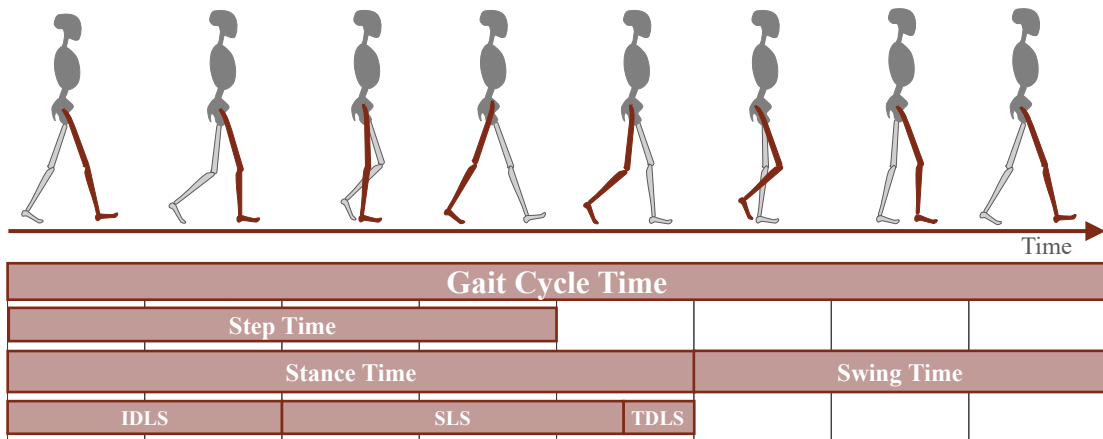 Time
Gait Cycle Time
Step Time
Stance Time Swing Time
IDLS SLS TDLS